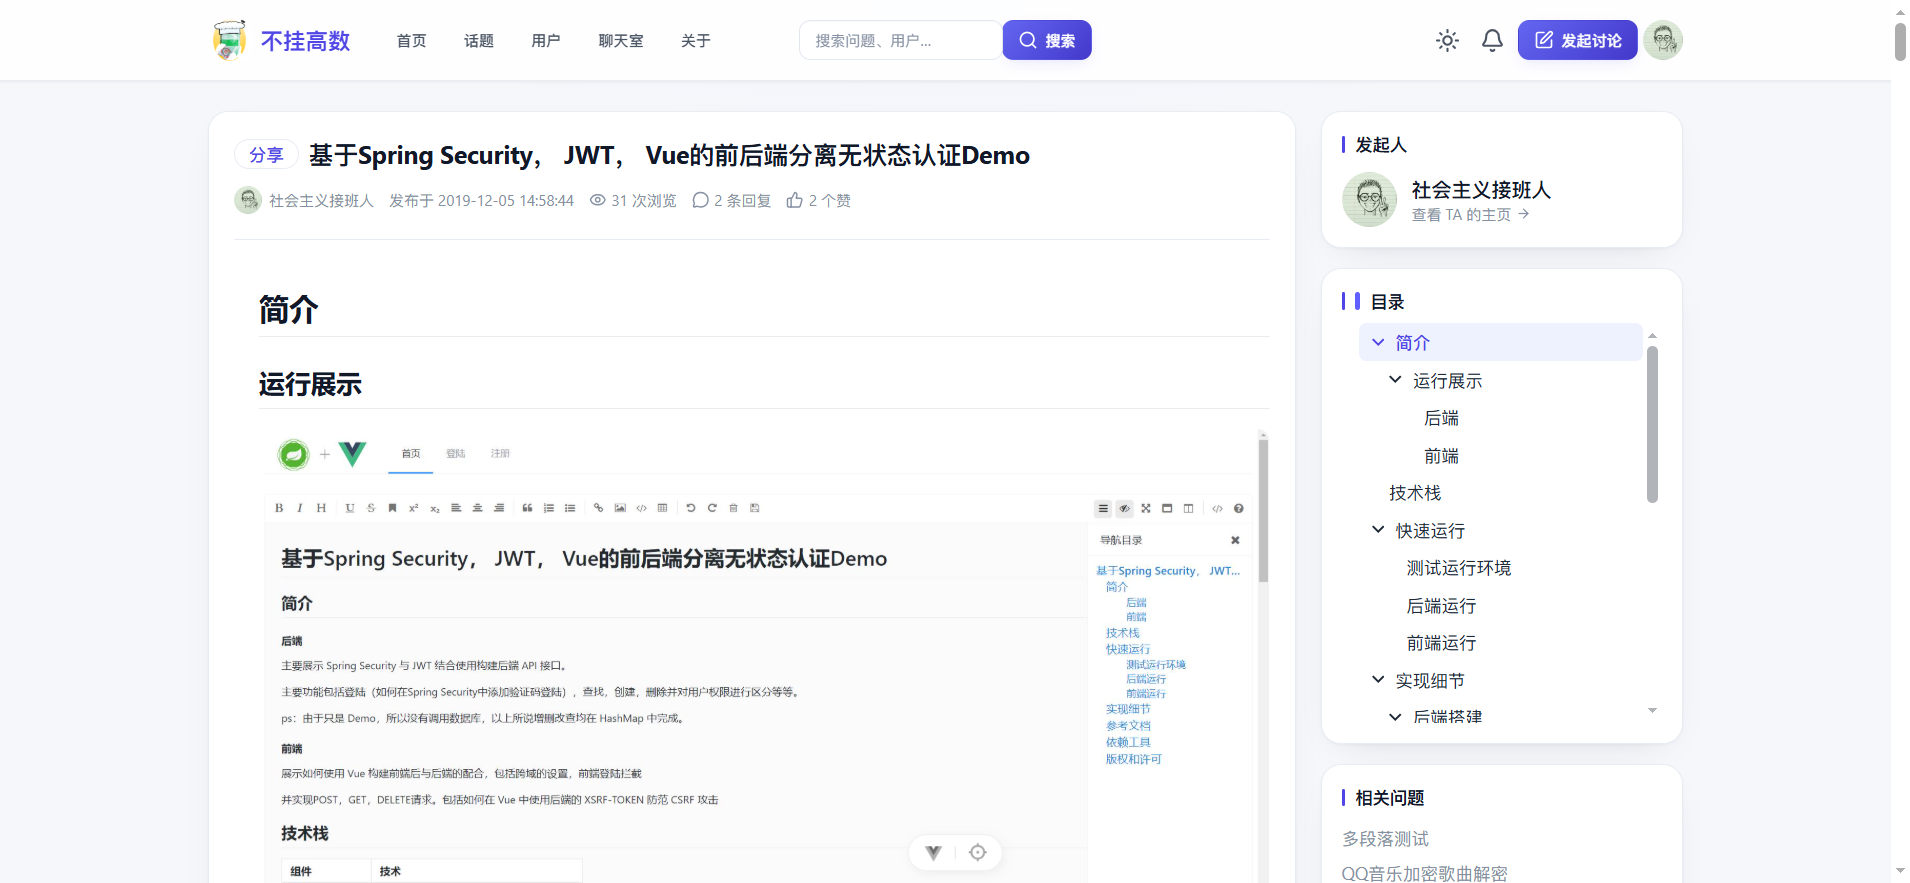 不挂高数
首页 话题 用户 聊天室 关于
搜索问题、用户...
搜索
发起讨论
分享 基于Spring Security， JWT， Vue的前后端分离无状态认证Demo
社会主义接班人 发布于 2019-12-05 14:58:44 31 次浏览 2 条回复 2 个赞
简介
运行展示
首页 登陆 注册
基于Spring Security， JWT， Vue的前后端分离无状态认证Demo
简介
后端
主要展示 Spring Security 与 JWT 结合使用构建后端 API 接口。
主要功能包括登陆（如何在Spring Security中添加验证码登陆），查找，创建，删除并对用户权限进行区分等等。
ps：由于只是 Demo，所以没有调用数据库，以上所说增删改查均在 HashMap 中完成。
前端
展示如何使用 Vue 构建前端后与后端的配合，包括跨域的设置，前端登陆拦截
并实现POST，GET，DELETE请求。包括如何在 Vue 中使用后端的 XSRF-TOKEN 防范 CSRF 攻击
技术栈
组件 技术
导航目录
基于Spring Security， JWT...
简介
后端
前端
技术栈
快速运行
测试运行环境
后端运行
前端运行
实现细节
参考文档
依赖工具
版权和许可
发起人
社会主义接班人
查看 TA 的主页
目录
简介
运行展示
后端
前端
技术栈
快速运行
测试运行环境
后端运行
前端运行
实现细节
后端搭建
相关问题
多段落测试
QQ音乐加密歌曲解密